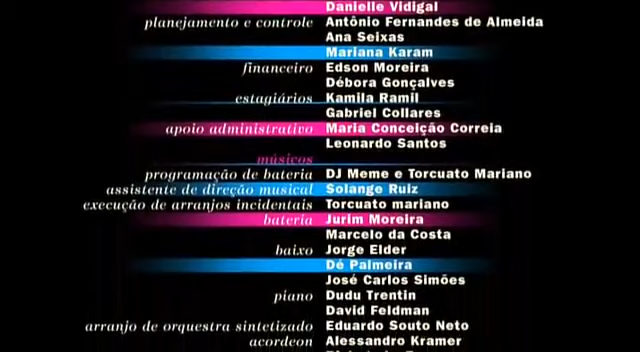 Danielle Vidigal
planejamento e controle Antônio Fernandes de Almeida
Ana Seixas
Mariana Karam
financeiro Edson Moreira
Débora Gonçalves
estagiários Kamila Ramil
Gabriel Collares
apoio administrativo Maria Conceição Correia
Leonardo Santos
músicos
programação de bateria DJ Meme e Torcuato Mariano
assistente de direção musical Solange Ruiz
execução de arranjos incidentais Torcuato mariano
bateria Jurim Moreira
Marcelo da Costa
baixo Jorge Elder
Dé Palmeira
José Carlos Simões
piano Dudu Trentin
David Feldman
arranjo de orquestra sintetizado Eduardo Souto Neto
acordeon Alessandro Kramer